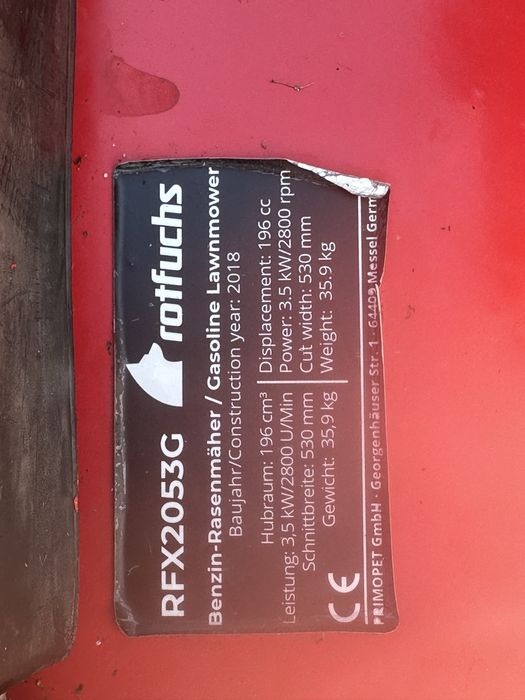 RFX2053G rotfuchs
Benzin-Rasenmäher / Gasoline Lawnmower
Baujahr/Construction year: 2018
Hubraum: 196 cm³
Leistung: 3,5 kW/2800 U/Min
Schnittbreite: 530 mm
Gewicht: 35,9 kg
Displacement: 196 cc
Power: 3.5 kW/2800 rpm
Cut width: 530 mm
Weight: 35.9 kg
CE
PRIMOPET GmbH · Georgenhäuser Str. 1 · 64409 Messel Germ